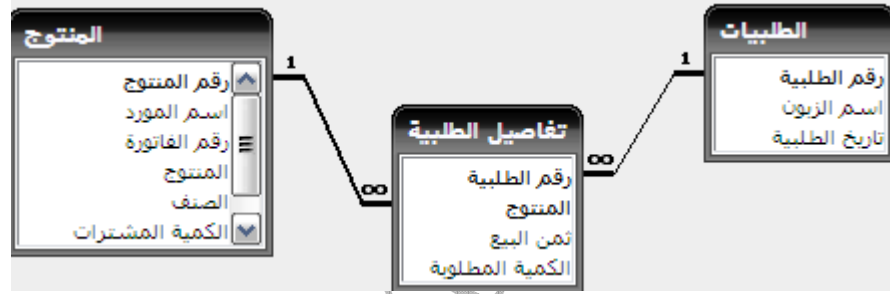 الطلبيات
رقم الطلبية
اسم الزبون
تاريخ الطلبية
1
∞
تفاصيل الطلبية
رقم الطلبية
المنتوج
ثمن البيع
الكمية المطلوبة
∞
1
المنتوج
رقم المنتوج
اسم المورد
رقم الفاتورة
المنتوج
الصنف
الكمية المشترات